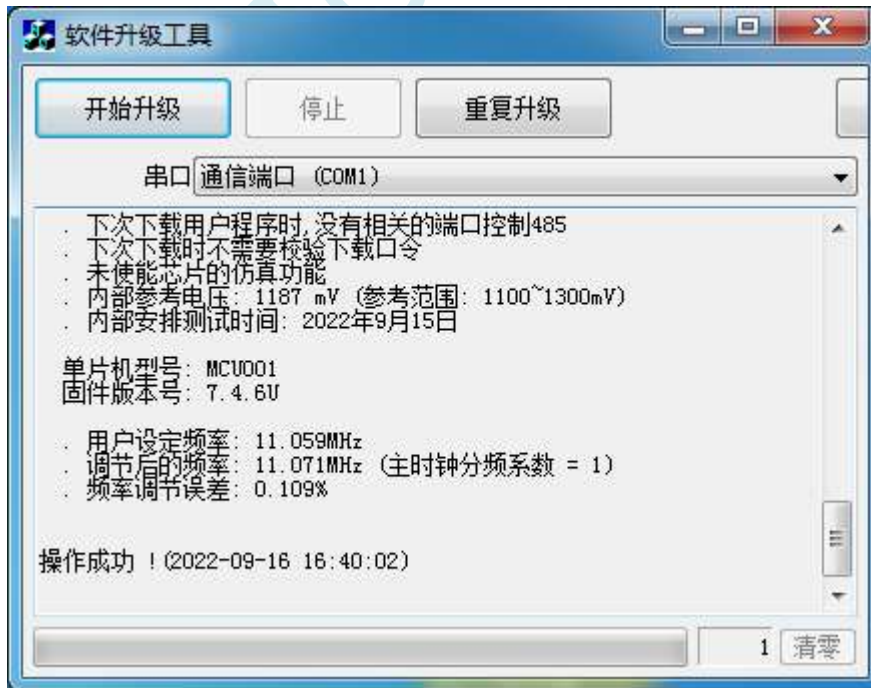 软件升级工具
开始升级 停止 重复升级
串口 通信端口 (COM1)
. 下次下载用户程序时,没有相关的端口控制485
. 下次下载时不需要校验下载口令
. 未使能芯片的仿真功能
. 内部参考电压: 1187 mV (参考范围: 1100~1300mV)
. 内部安排测试时间: 2022年9月15日
单片机型号: MCU001
固件版本号: 7.4.6U
. 用户设定频率: 11.059MHz
. 调节后的频率: 11.071MHz (主时钟分频系数 = 1)
. 频率调节误差: 0.109%
操作成功 !(2022-09-16 16:40:02)
1 清零